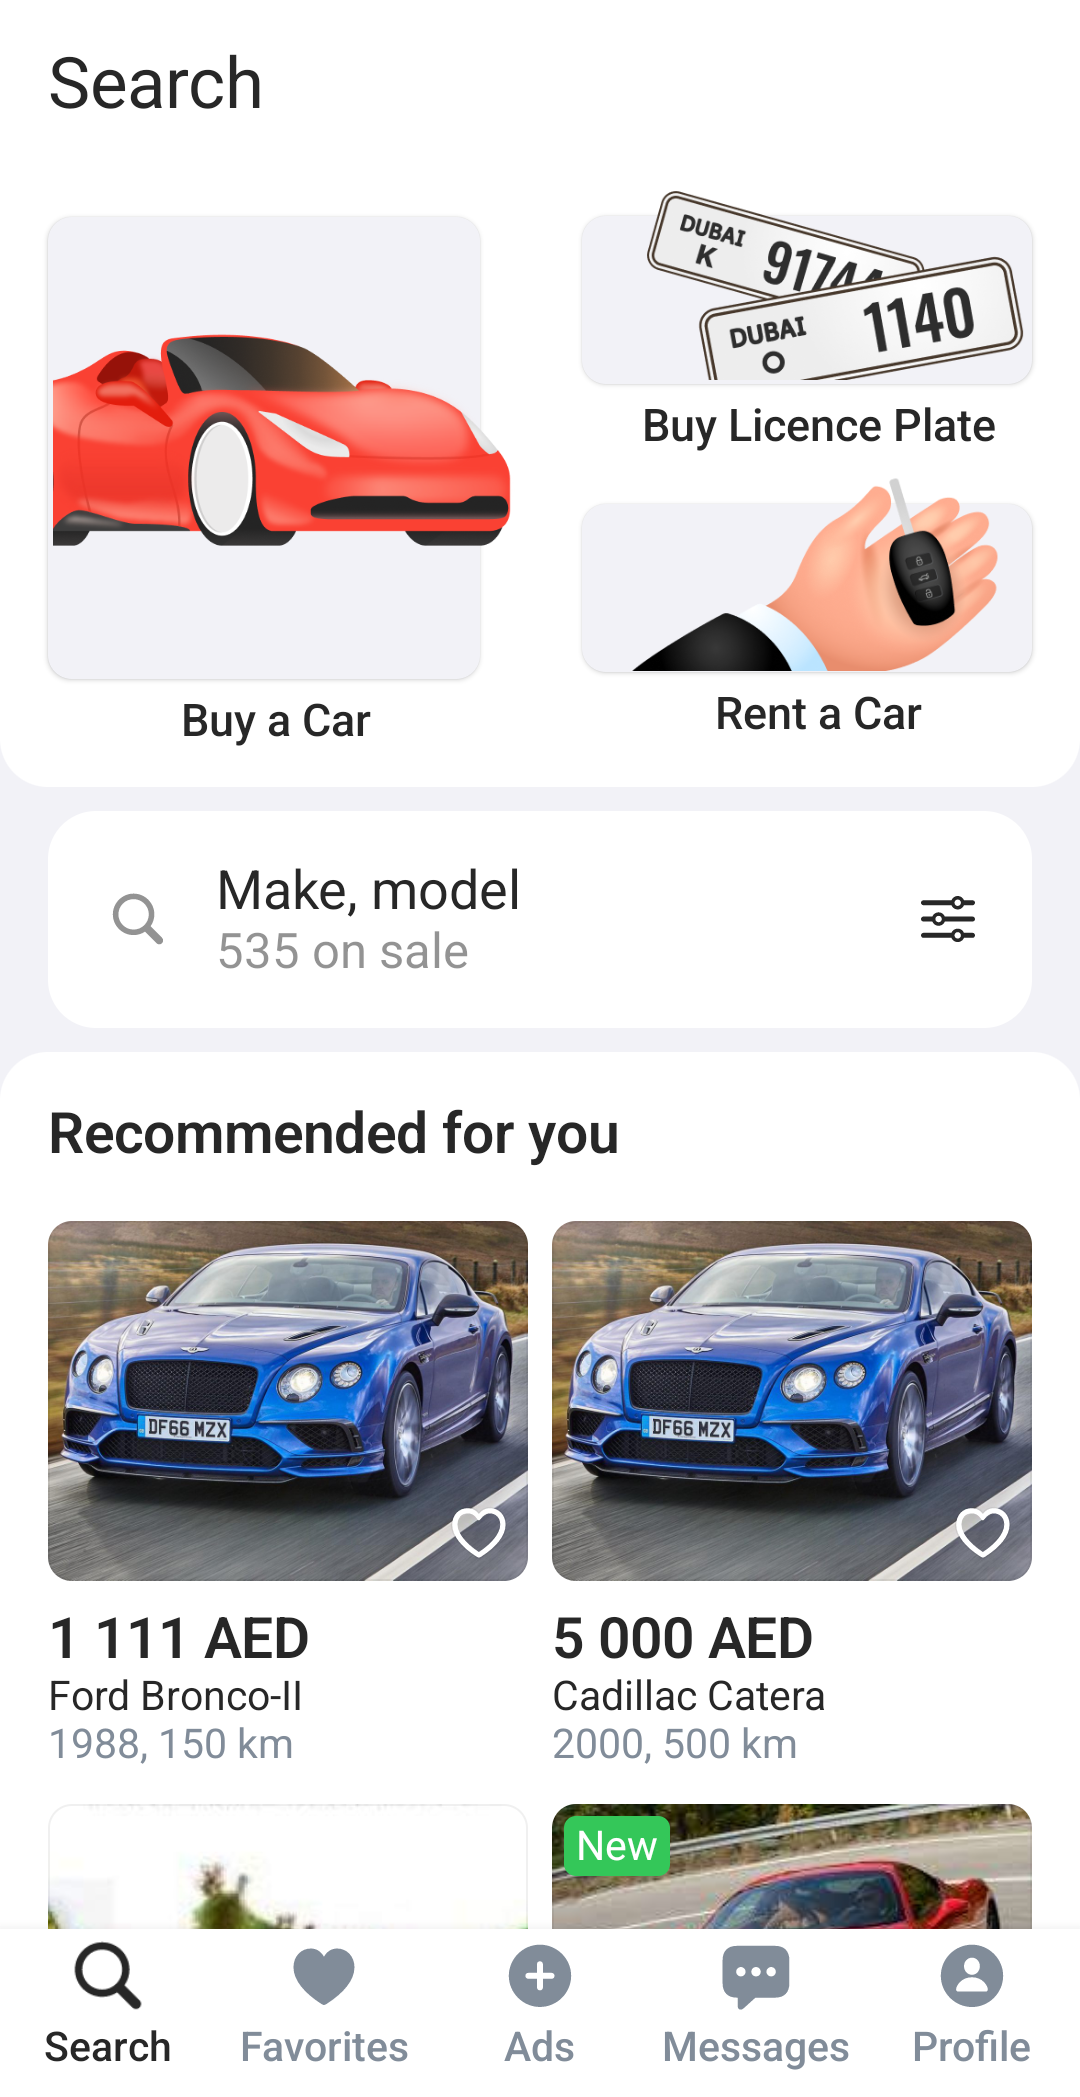 Search
DUBAI
K
DUBAI
O
1140
Buy Licence Plate
Buy a Car
Rent a Car
Make, model
535 on sale
Recommended for you
DF66 MZX
DF66 MZX
1 111 AED
5 000 AED
Ford Bronco-II
Cadillac Catera
1988, 150 km
2000, 500 km
New
Search
Favorites
Ads
Messages
Profile